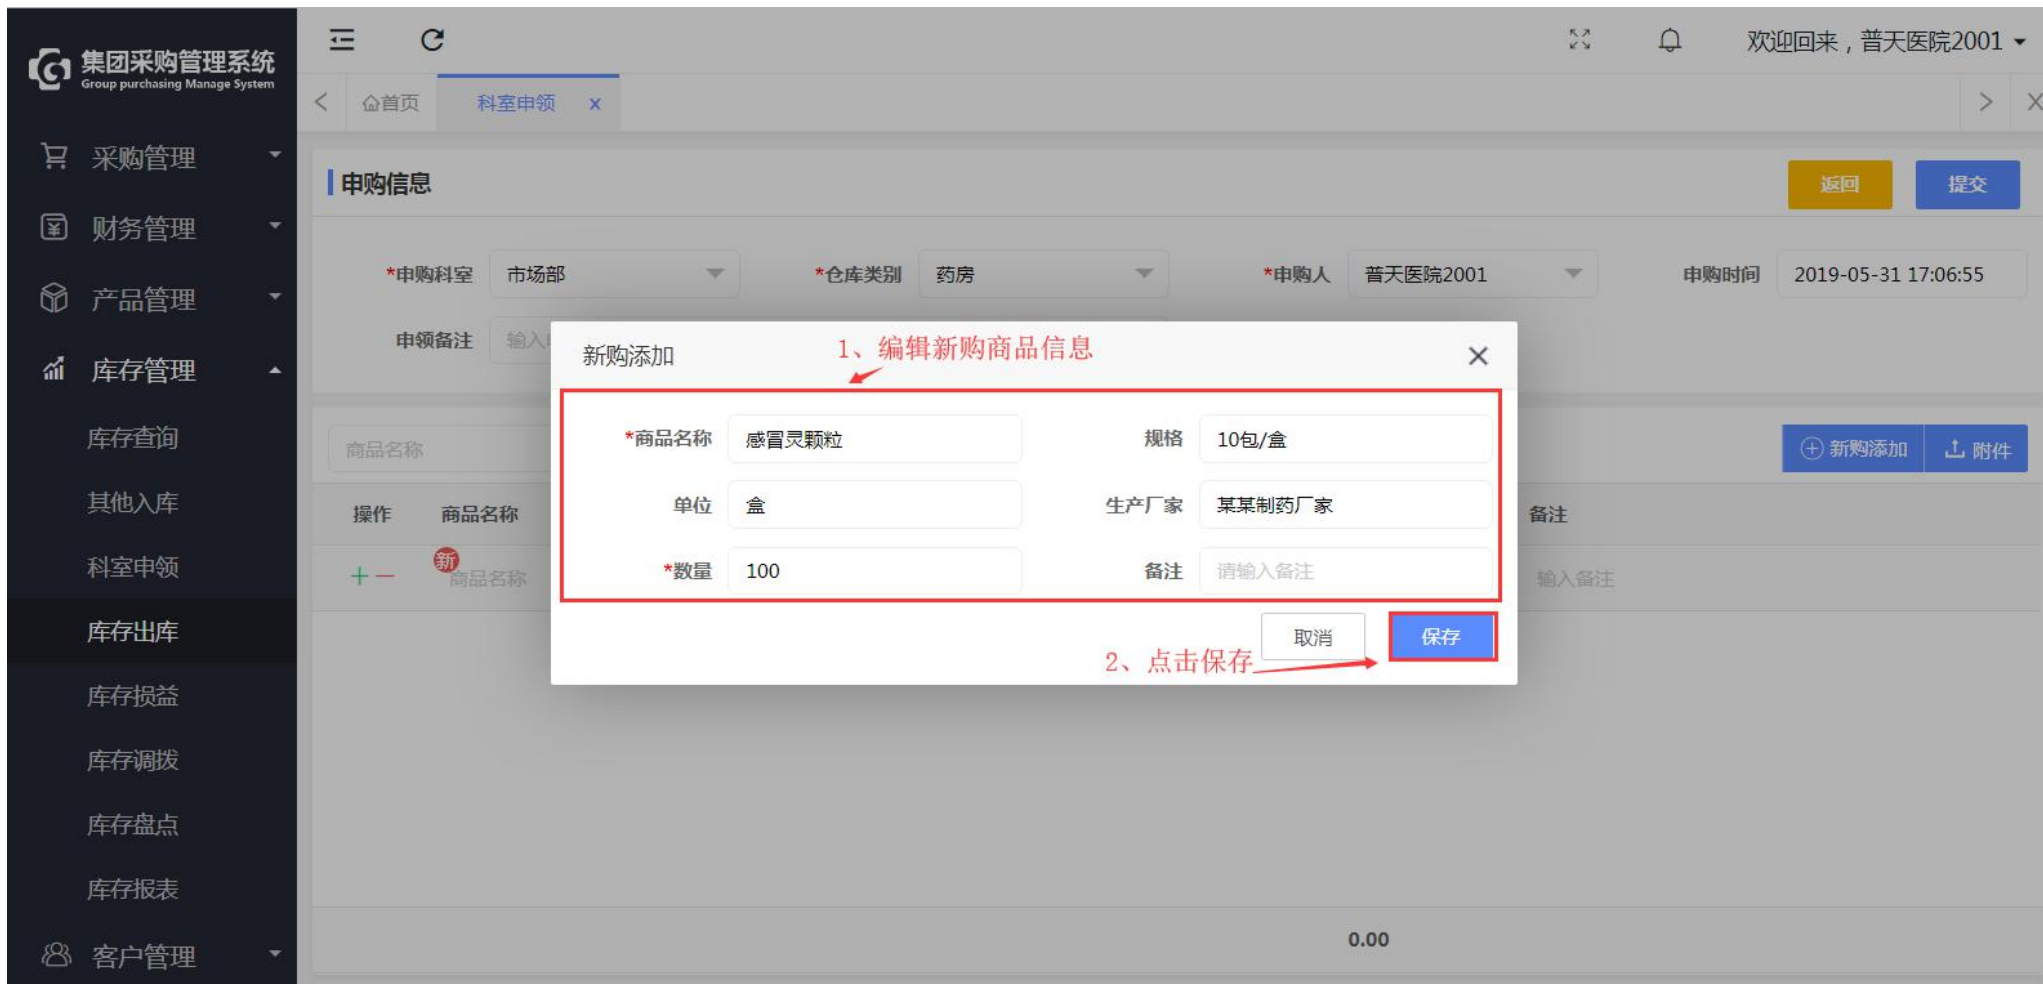 集团采购管理系统
Group purchasing Manage System
欢迎回来，普天医院2001
首页
科室申领 x
采购管理
财务管理
产品管理
库存管理
库存查询
其他入库
科室申领
库存出库
库存损益
库存调拨
库存盘点
库存报表
客户管理
申购信息
返回
提交
*申购科室 市场部
*仓库类别 药房
*申购人 普天医院2001
申购时间 2019-05-31 17:06:55
申领备注 输入
商品名称
新购添加
附件
操作 商品名称 备注
新
商品名称 输入备注
0.00
新购添加
1、编辑新购商品信息
*商品名称 感冒灵颗粒
规格 10包/盒
单位 盒
生产厂家 某某制药厂家
*数量 100
备注 请输入备注
取消
保存
2、点击保存